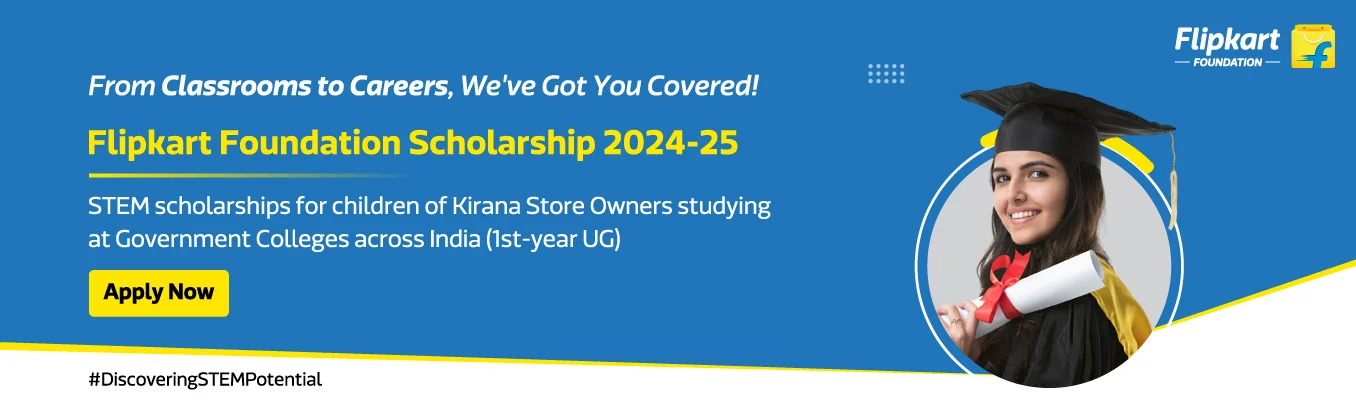 Flipkart
FOUNDATION
From Classrooms to Careers, We've Got You Covered!
Flipkart Foundation Scholarship 2024-25
STEM scholarships for children of Kirana Store Owners studying
at Government Colleges across India (1st-year UG)
Apply Now
#DiscoveringSTEMPotential